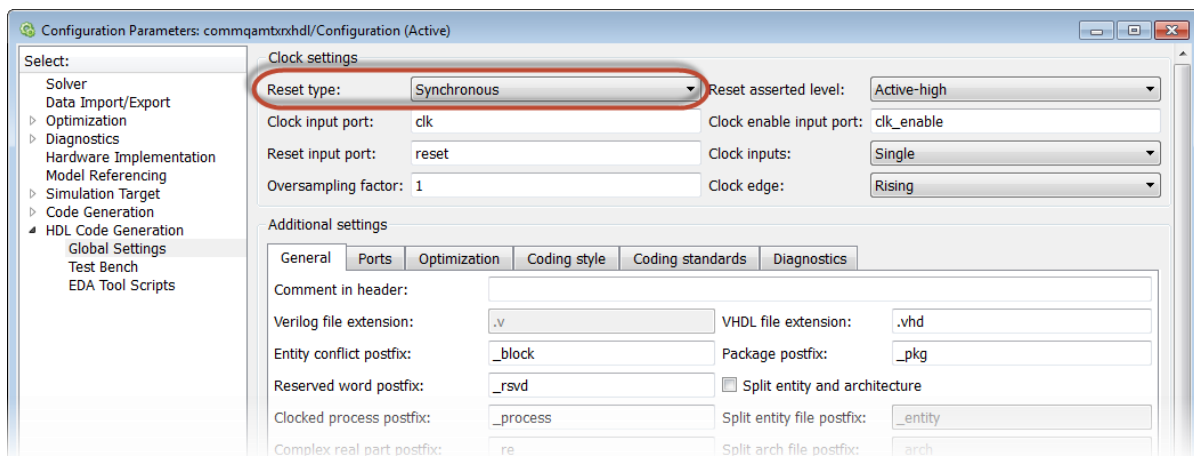 Configuration Parameters: commqamtxrxhdl/Configuration (Active)
Select:
Solver
Data Import/Export
Optimization
Diagnostics
Hardware Implementation
Model Referencing
Simulation Target
Code Generation
HDL Code Generation
Global Settings
Test Bench
EDA Tool Scripts
Clock settings
Reset type: Synchronous Reset asserted level: Active-high
Clock input port: clk Clock enable input port: clk_enable
Reset input port: reset Clock inputs: Single
Oversampling factor: 1 Clock edge: Rising
Additional settings
General Ports Optimization Coding style Coding standards Diagnostics
Comment in header:
Verilog file extension: .v VHDL file extension: .vhd
Entity conflict postfix: _block Package postfix: _pkg
Reserved word postfix: _rsvd Split entity and architecture
Clocked process postfix: _process Split entity file postfix: _entity
Complex real part postfix: re Split arch file postfix: arch